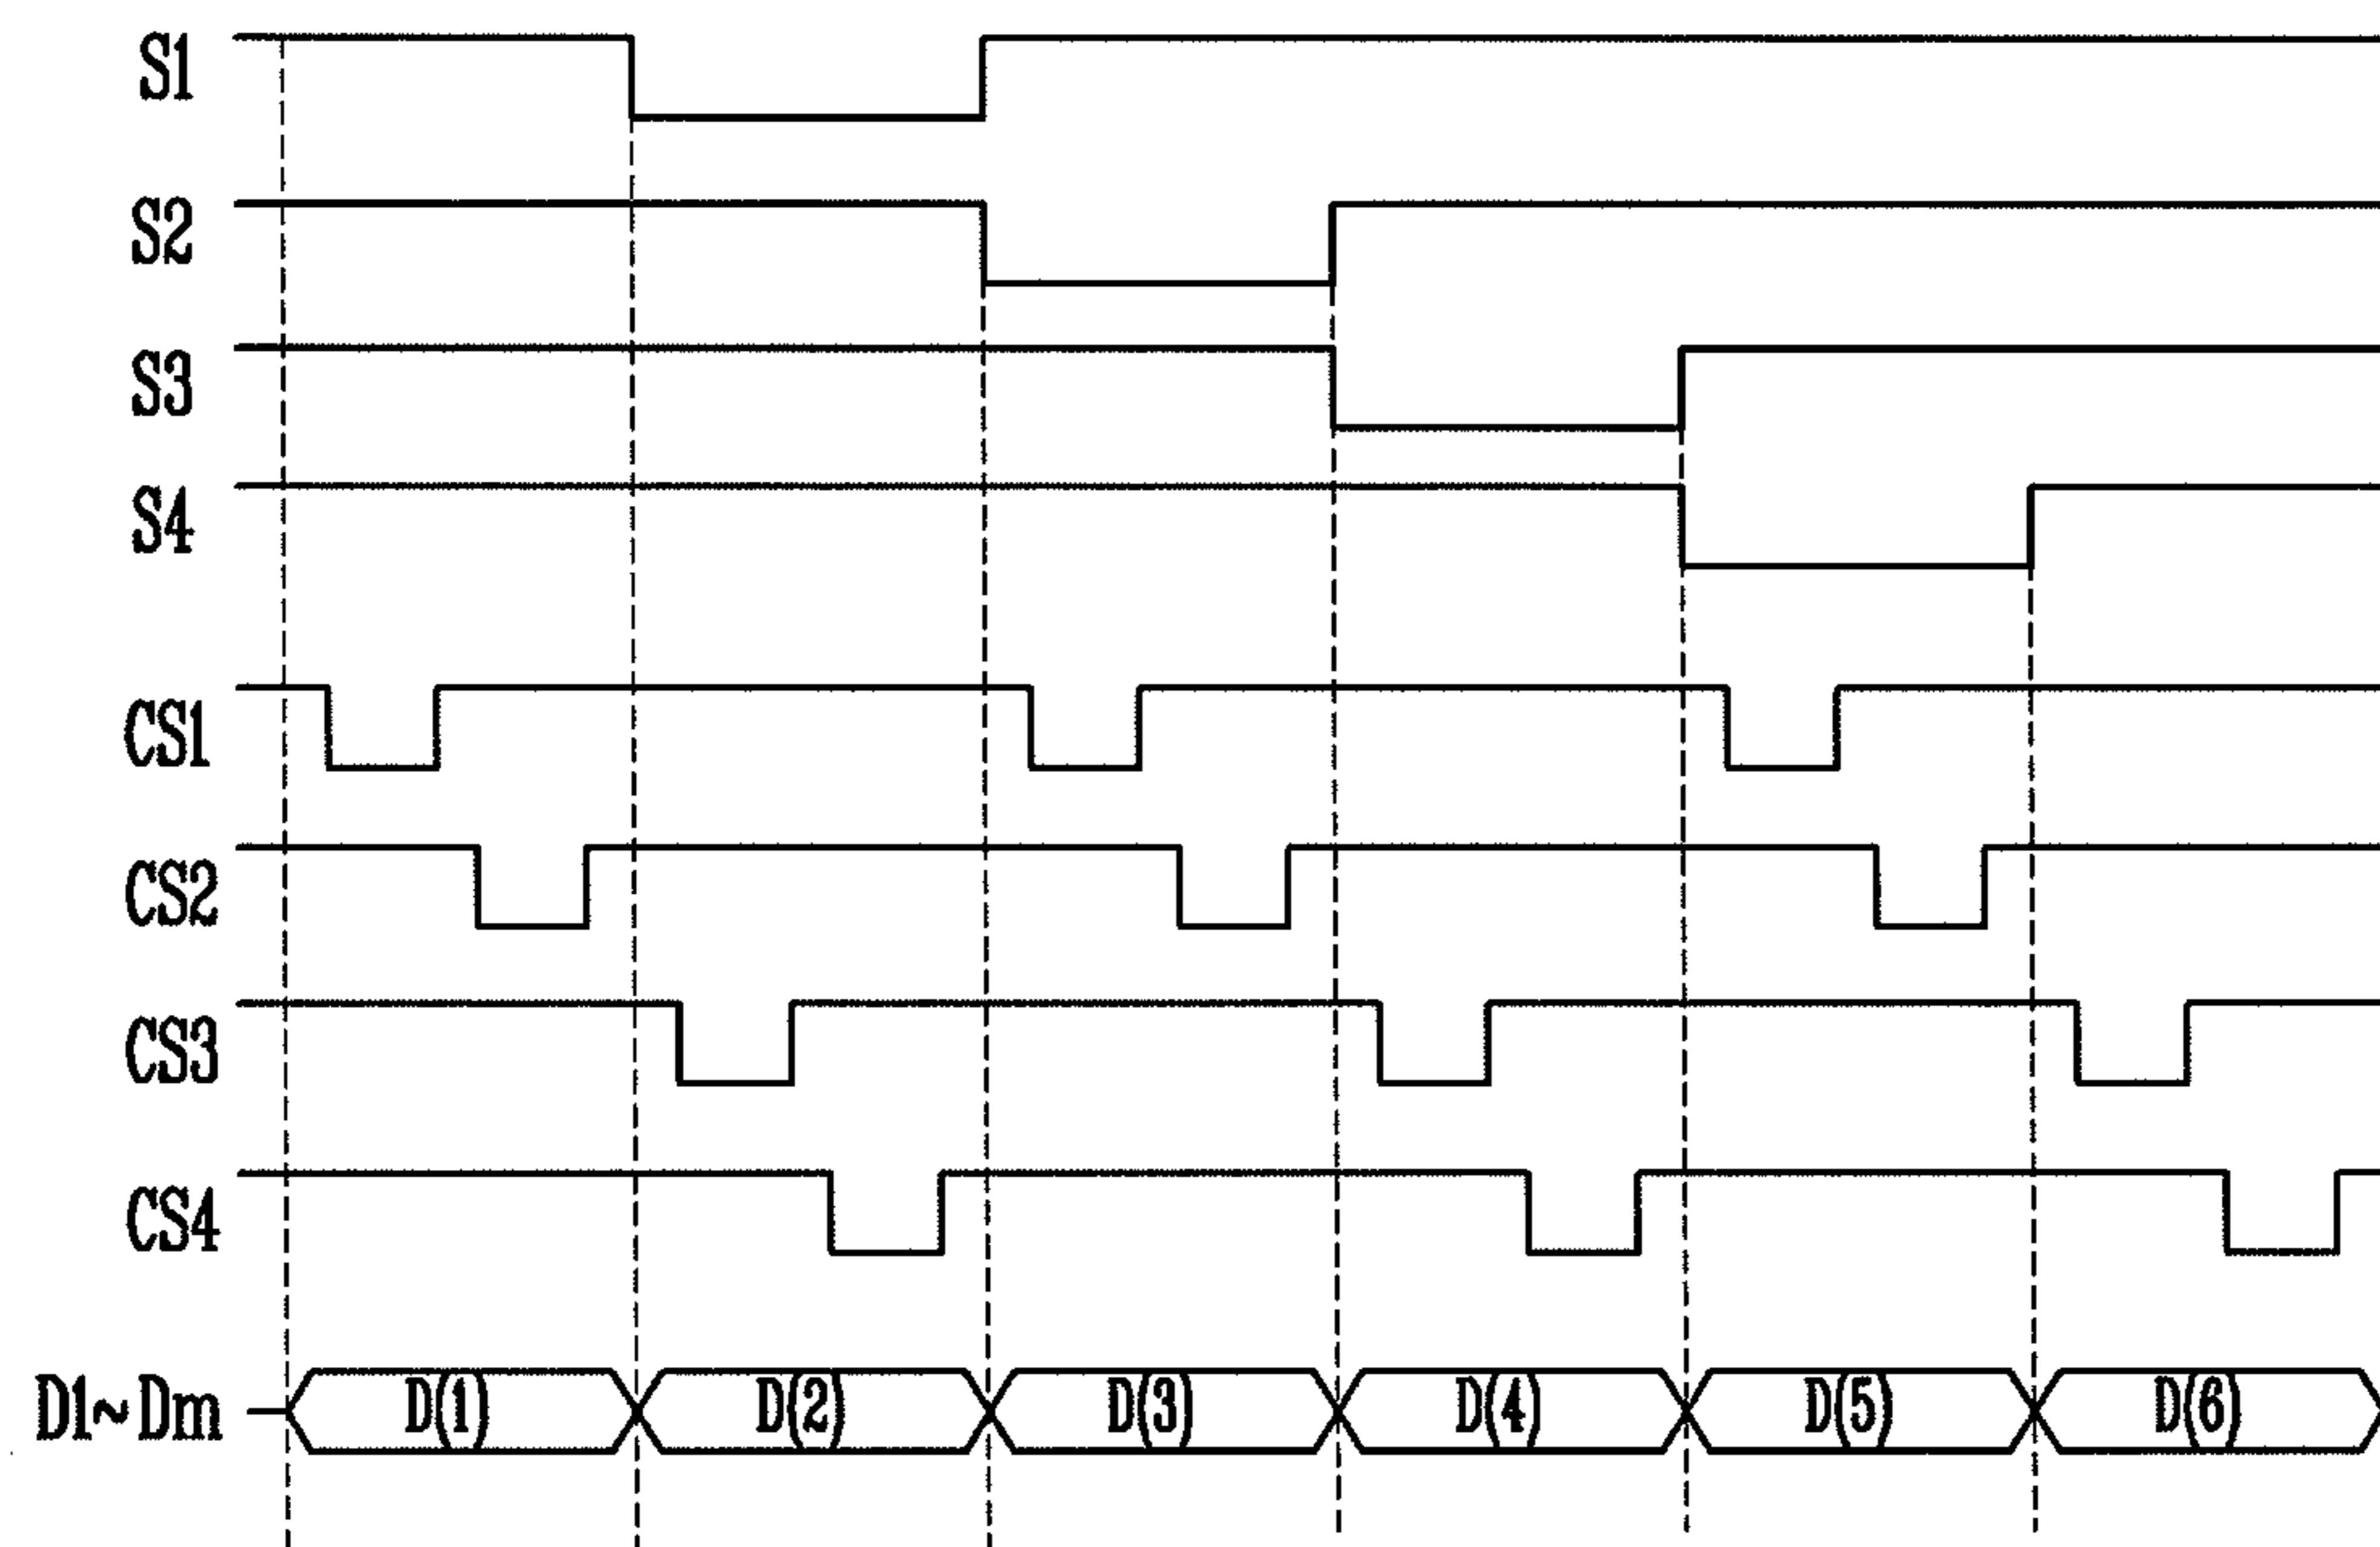 S1
S2
S3
S4
CS1
CS2
CS3
CS4
D1~Dm D(1) D(2) D(3) D(4) D(5) D(6)